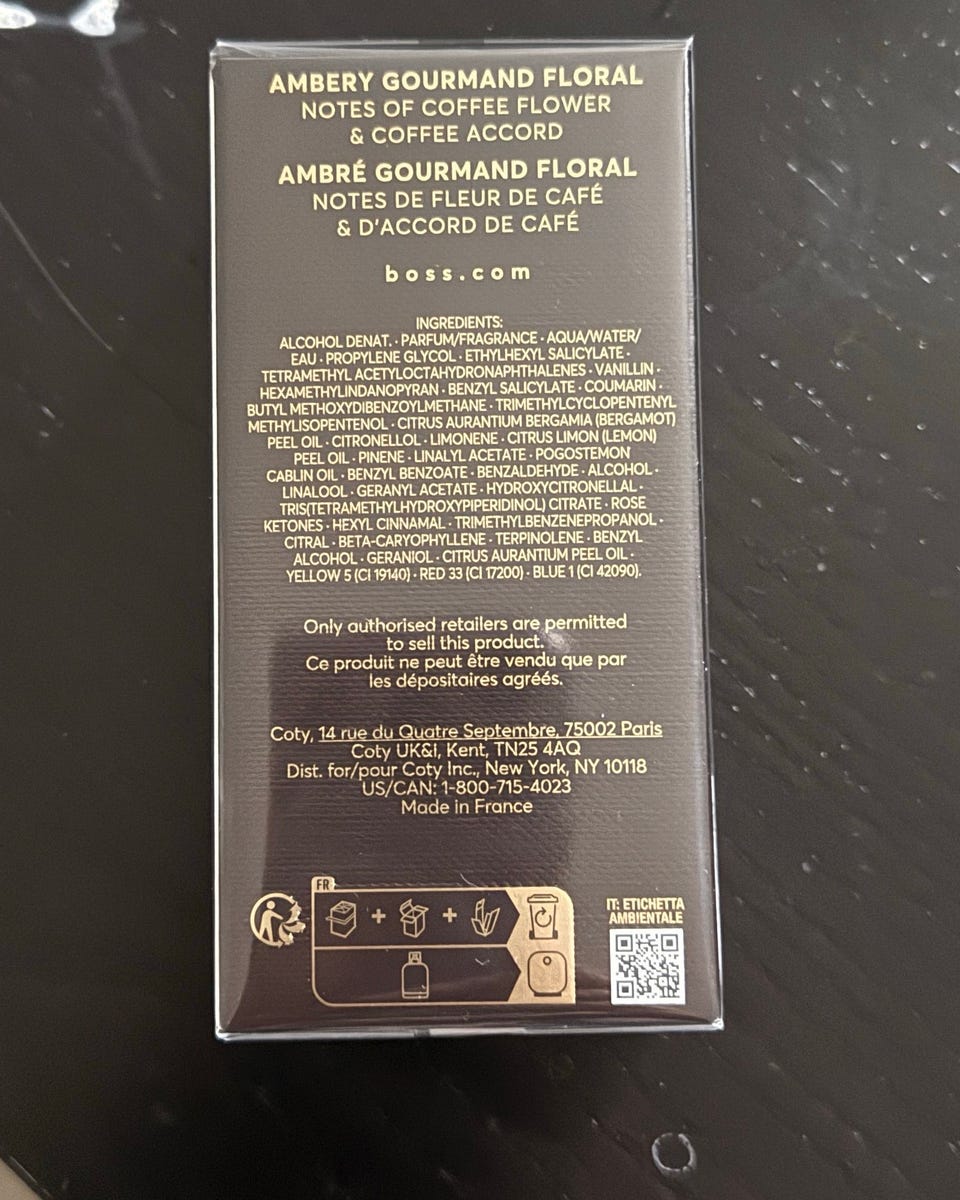 AMBERY GOURMAND FLORAL
NOTES OF COFFEE FLOWER
& COFFEE ACCORD
AMBRÉ GOURMAND FLORAL
NOTES DE FLEUR DE CAFÉ
& D'ACCORD DE CAFÉ
boss.com
INGREDIENTS:
ALCOHOL DENAT. · PARFUM/FRAGRANCE · AQUA/WATER/
EAU · PROPYLENE GLYCOL · ETHYLHEXYL SALICYLATE ·
TETRAMETHYL ACETYLOCTAHYDRONAPHTHALENES · VANILLIN ·
HEXAMETHYLINDANOPYRAN · BENZYL SALICYLATE · COUMARIN ·
BUTYL METHOXYDIBENZOYLMETHANE · TRIMETHYLCYCLOPENTENYL
METHYLISOPENTENOL · CITRUS AURANTIUM BERGAMIA (BERGAMOT)
PEEL OIL · CITRONELLOL · LIMONENE · CITRUS LIMON (LEMON)
PEEL OIL · PINENE · LINALYL ACETATE · POGOSTEMON
CABLIN OIL · BENZYL BENZOATE · BENZALDEHYDE · ALCOHOL ·
LINALOOL · GERANYL ACETATE · HYDROXYCITRONELLAL ·
TRIS(TETRAMETHYLHYDROXYPIPERIDINOL) CITRATE · ROSE
KETONES · HEXYL CINNAMAL · TRIMETHYLBENZENEPROPANOL ·
CITRAL · BETA-CARYOPHYLLENE · TERPINOLENE · BENZYL
ALCOHOL · GERANIOL · CITRUS AURANTIUM PEEL OIL ·
YELLOW 5 (CI 19140) · RED 33 (CI 17200) · BLUE 1 (CI 42090).
Only authorised retailers are permitted
to sell this product.
Ce produit ne peut être vendu que par
les dépositaires agréés.
Coty, 14 rue du Quatre Septembre, 75002 Paris
Coty UK&I, Kent, TN25 4AQ
Dist. for/pour Coty Inc., New York, NY 10118
US/CAN: 1-800-715-4023
Made in France
FR
IT: ETICHETTA
AMBIENTALE